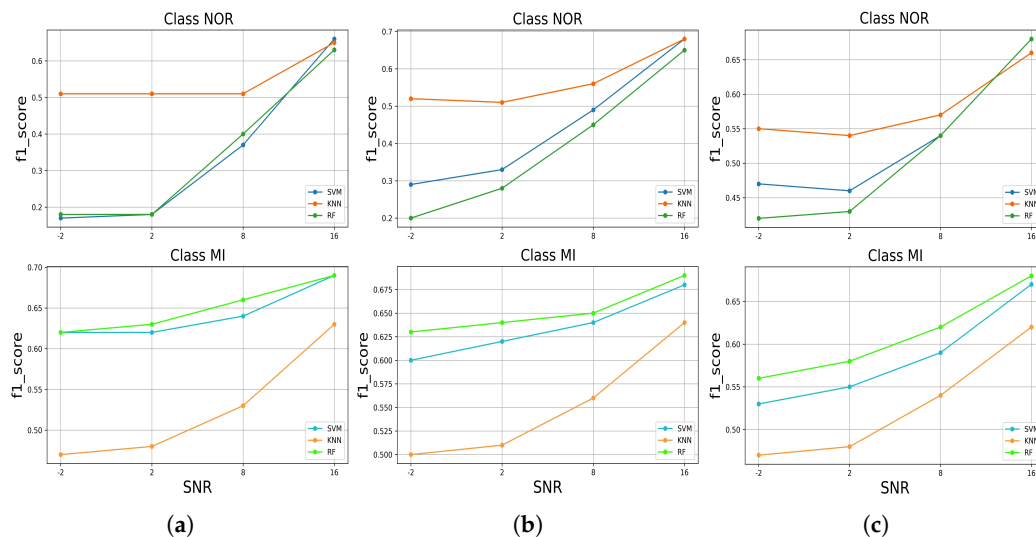 Class NOR
f1_score
0.6
0.5
0.4
0.3
0.2
SVM
KNN
RF
-2 2 8 16
Class NOR
f1_score
0.7
0.6
0.5
0.4
0.3
0.2
SVM
KNN
RF
-2 2 8 16
Class NOR
f1_score
0.65
0.60
0.55
0.50
0.45
SVM
KNN
RF
-2 2 8 16
Class MI
f1_score
0.70
0.65
0.60
0.55
0.50
SVM
KNN
RF
-2 2 8 16
SNR
Class MI
f1_score
0.675
0.650
0.625
0.600
0.575
0.550
0.525
0.500
SVM
KNN
RF
-2 2 8 16
SNR
Class MI
f1_score
0.65
0.60
0.55
0.50
SVM
KNN
RF
-2 2 8 16
SNR
(a) (b) (c)